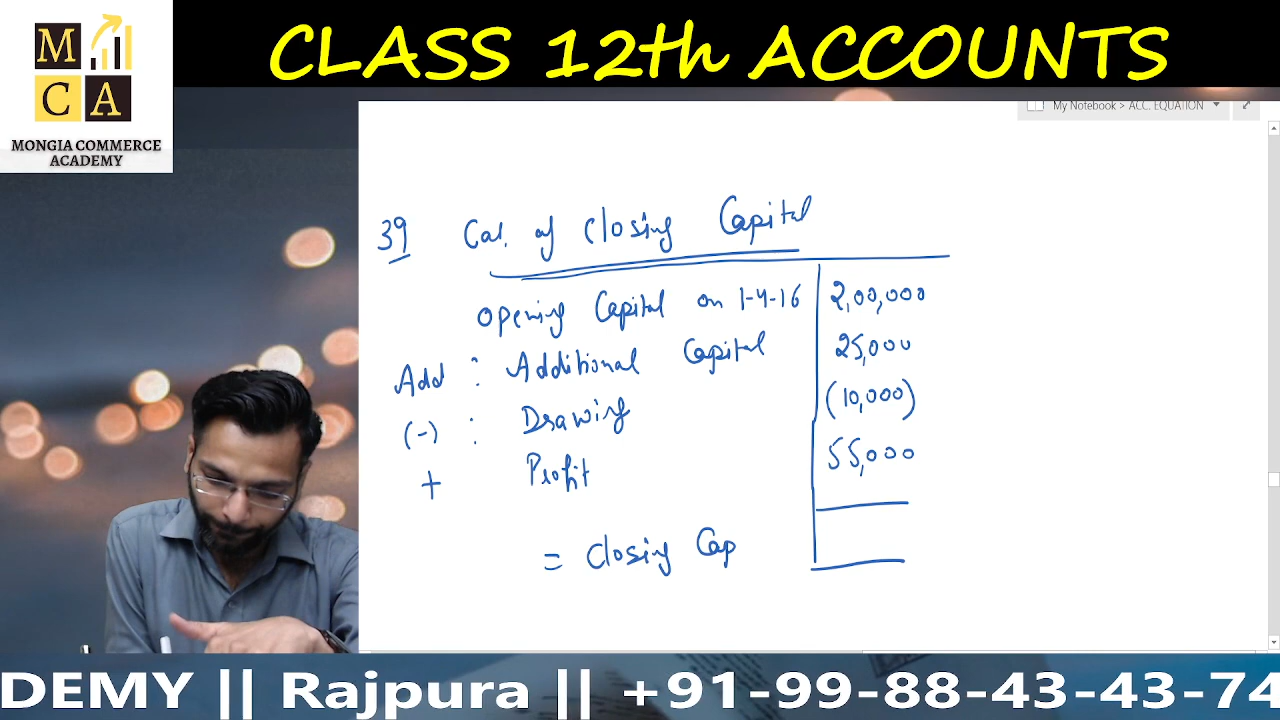 CLASS 12th ACCOUNTS
M
C A
MONGIA COMMERCE
ACADEMY
My Notebook > ACC. EQUATION
39 Cal. of Closing Capital
Opening Capital on 1-4-16 2,00,000
Add : Additional Capital 25,000
(-) : Drawing (10,000)
+ Profit 55,000
= Closing Cap
DEMY || Rajpura || +91-99-88-43-43-74